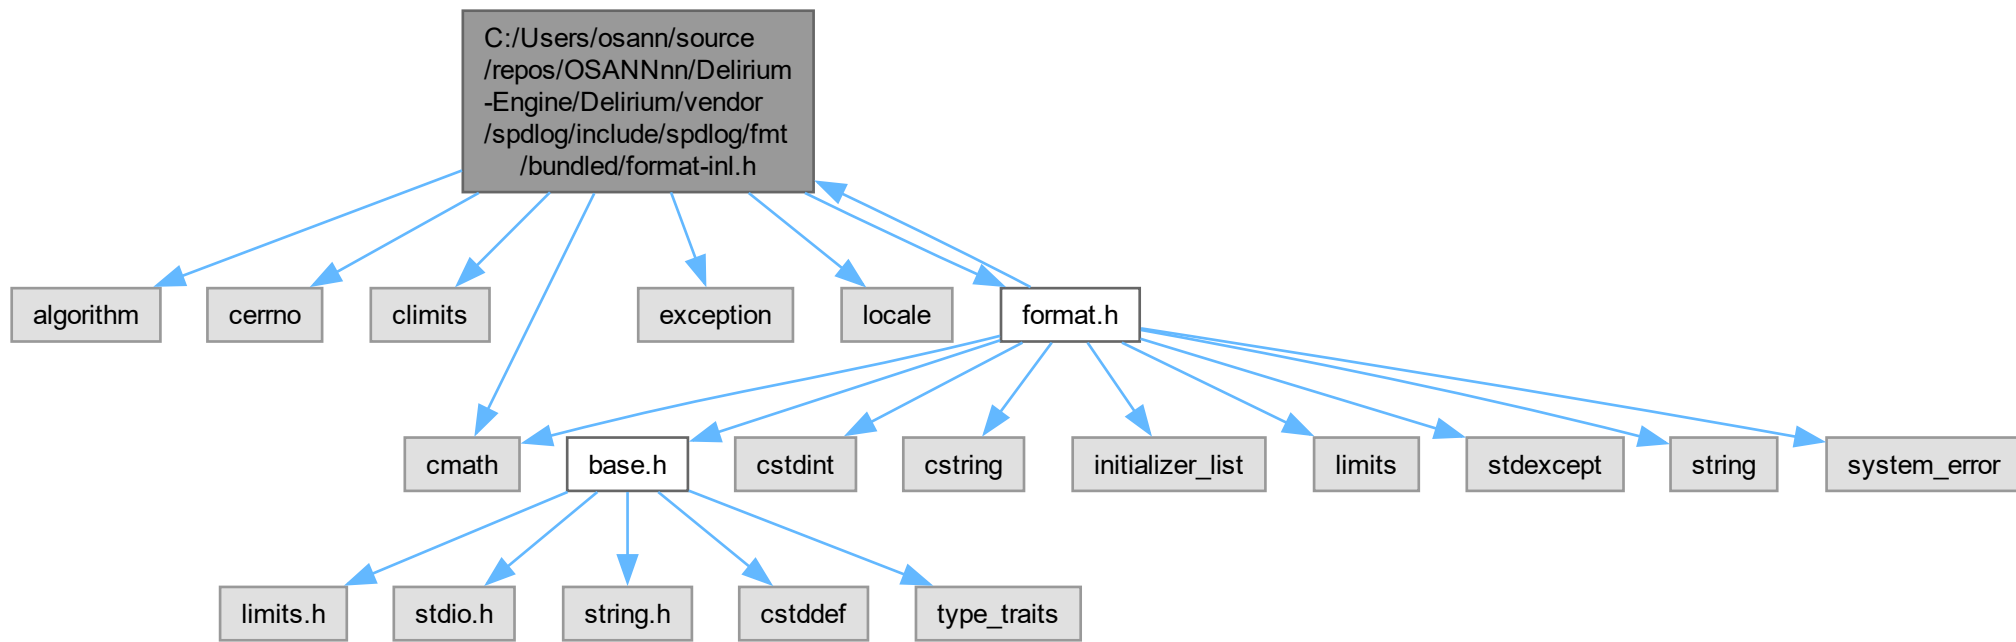 C:/Users/osann/source
/repos/OSANNnn/Delirium
-Engine/Delirium/vendor
/spdlog/include/spdlog/fmt
/bundled/format-inl.h
algorithm
cerrno
climits
exception
locale
format.h
cmath
base.h
cstdint
cstring
initializer_list
limits
stdexcept
string
system_error
limits.h
stdio.h
string.h
cstddef
type_traits